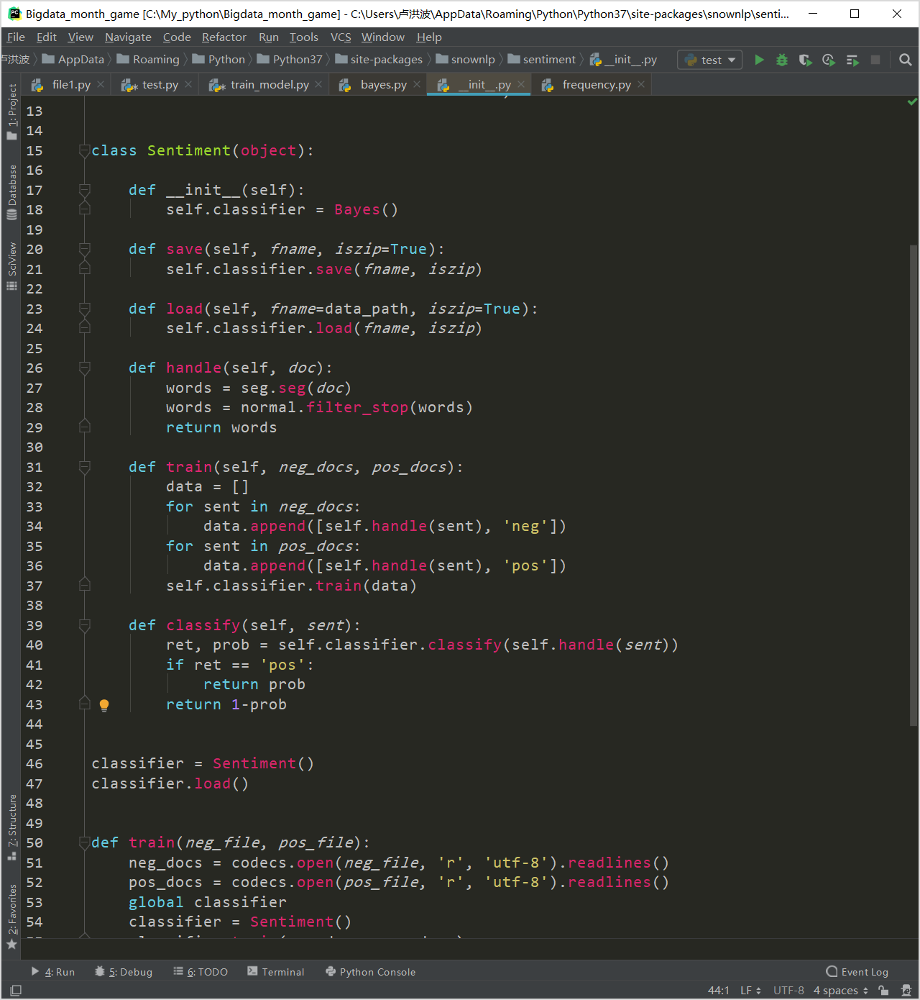 Bigdata_month_game [C:\My_python\Bigdata_month_game] - C:\Users\卢洪波\AppData\Roaming\Python\Python37\site-packages\snownlp\senti...
File Edit View Navigate Code Refactor Run Tools VCS Window Help
卢洪波 AppData Roaming Python Python37 site-packages snownlp sentiment __init__.py test
file1.py test.py train_model.py bayes.py __init__.py frequency.py
1: Project
Database
SciView
7: Structure
2: Favorites
13
14
15 class Sentiment(object):
16
17     def __init__(self):
18         self.classifier = Bayes()
19
20     def save(self, fname, iszip=True):
21         self.classifier.save(fname, iszip)
22
23     def load(self, fname=data_path, iszip=True):
24         self.classifier.load(fname, iszip)
25
26     def handle(self, doc):
27         words = seg.seg(doc)
28         words = normal.filter_stop(words)
29         return words
30
31     def train(self, neg_docs, pos_docs):
32         data = []
33         for sent in neg_docs:
34             data.append([self.handle(sent), 'neg'])
35         for sent in pos_docs:
36             data.append([self.handle(sent), 'pos'])
37         self.classifier.train(data)
38
39     def classify(self, sent):
40         ret, prob = self.classifier.classify(self.handle(sent))
41         if ret == 'pos':
42             return prob
43         return 1-prob
44
45
46 classifier = Sentiment()
47 classifier.load()
48
49
50 def train(neg_file, pos_file):
51     neg_docs = codecs.open(neg_file, 'r', 'utf-8').readlines()
52     pos_docs = codecs.open(pos_file, 'r', 'utf-8').readlines()
53     global classifier
54     classifier = Sentiment()
4: Run 5: Debug 6: TODO Terminal Python Console Event Log
44:1 LF UTF-8 4 spaces